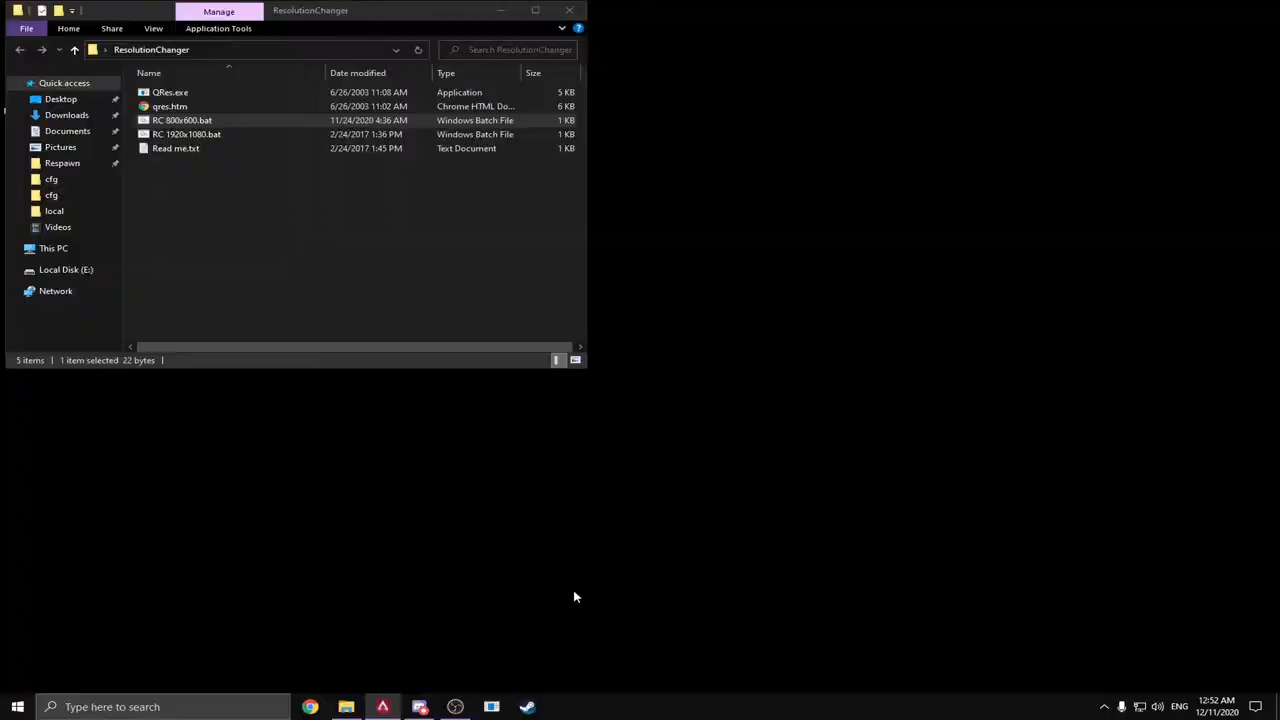 Manage
ResolutionChanger
File
Home
Share
View
Application Tools
ResolutionChanger
Search ResolutionChanger
Name
Date modified
Type
Size
Quick access
Desktop
Downloads
Documents
Pictures
Respawn
cfg
cfg
local
Videos
This PC
Local Disk (E:)
Network
QRes.exe 6/26/2003 11:08 AM Application 5 KB
qres.htm 6/26/2003 11:02 AM Chrome HTML Do... 6 KB
RC 800x600.bat 11/24/2020 4:36 AM Windows Batch File 1 KB
RC 1920x1080.bat 2/24/2017 1:36 PM Windows Batch File 1 KB
Read me.txt 2/24/2017 1:45 PM Text Document 1 KB
5 items 1 item selected 22 bytes
Type here to search
ENG
12:52 AM
12/11/2020